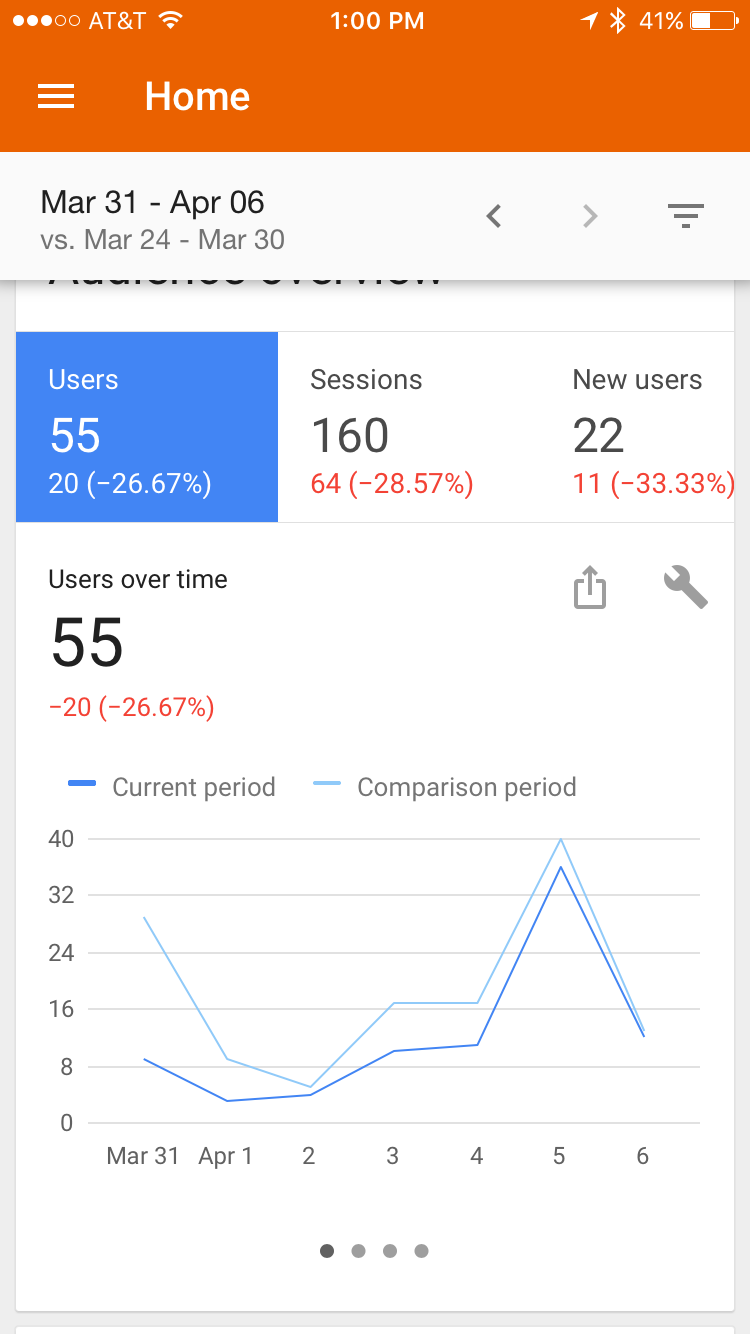 AT&T 1:00 PM 41%
Home
Mar 31 - Apr 06
vs. Mar 24 - Mar 30
Audience overview
Users Sessions New users
55 160 22
20 (−26.67%) 64 (−28.57%) 11 (−33.33%)
Users over time
55
−20 (−26.67%)
Current period Comparison period
40
32
24
16
8
0
Mar 31 Apr 1 2 3 4 5 6